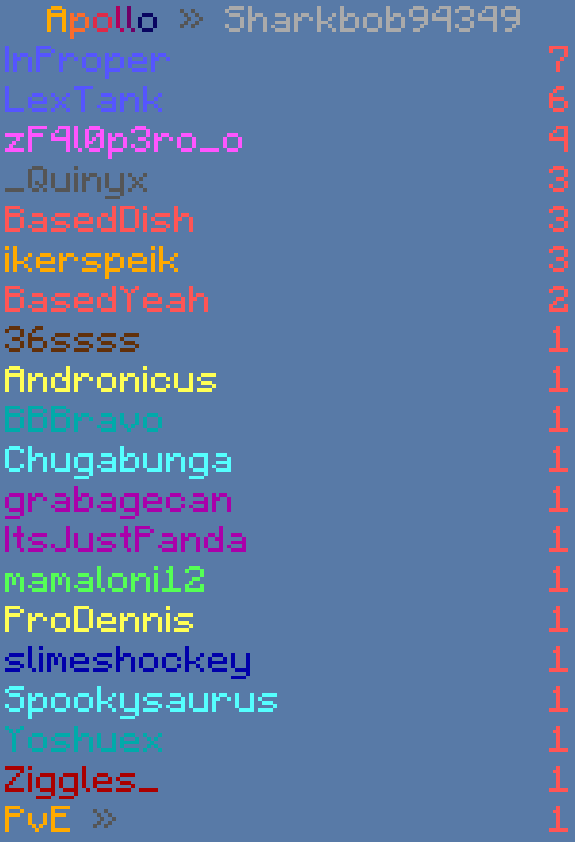 Apollo » Sharkbob94349
InProper 7
LexTank 6
zF4l0p3ro_o 4
_Quinyx 3
BasedDish 3
ikerspeik 3
BasedYeah 2
36ssss 1
Andronicus 1
BBBravo 1
Chugabunga 1
grabagecan 1
ItsJustPanda 1
mamaloni12 1
ProDennis 1
slimeshockey 1
Spookysaurus 1
Yoshuex 1
Ziggles_ 1
PvE » 1